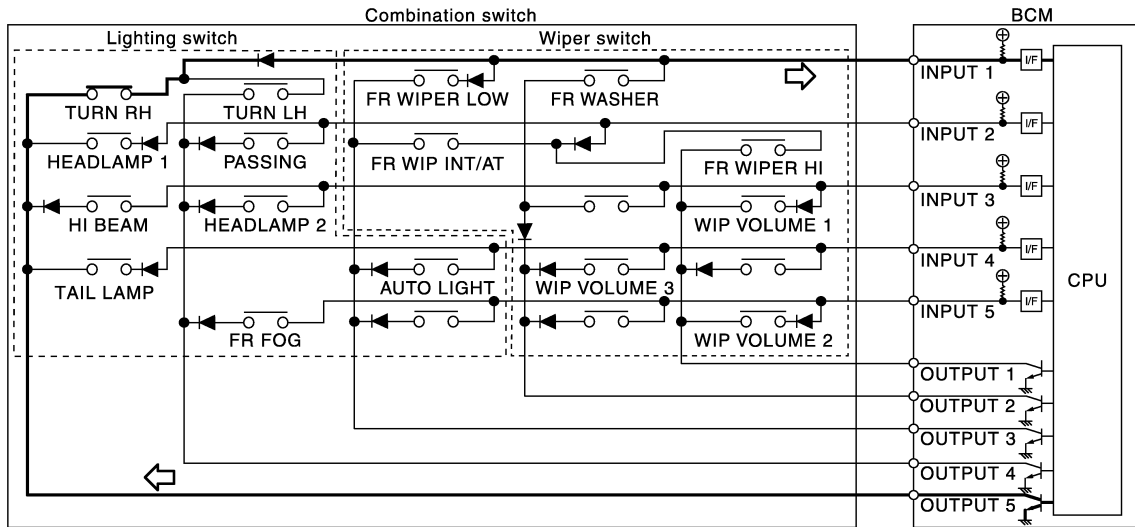 Combination switch
BCM
Lighting switch
Wiper switch
INPUT 1
I/F
TURN RH
TURN LH
FR WIPER LOW
FR WASHER
INPUT 2
I/F
HEADLAMP 1
PASSING
FR WIP INT/AT
FR WIPER HI
INPUT 3
I/F
HI BEAM
HEADLAMP 2
WIP VOLUME 1
INPUT 4
I/F
CPU
TAIL LAMP
AUTO LIGHT
WIP VOLUME 3
INPUT 5
I/F
FR FOG
WIP VOLUME 2
OUTPUT 1
OUTPUT 2
OUTPUT 3
OUTPUT 4
OUTPUT 5